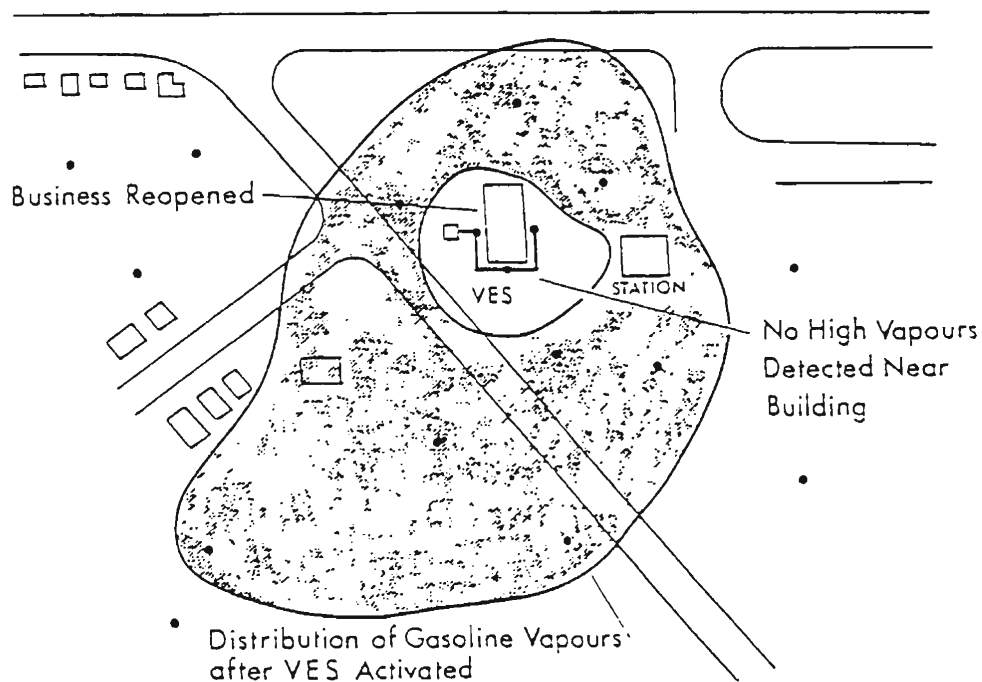 Business Reopened
VES
STATION
No High Vapours
Detected Near
Building
Distribution of Gasoline Vapours
after VES Activated